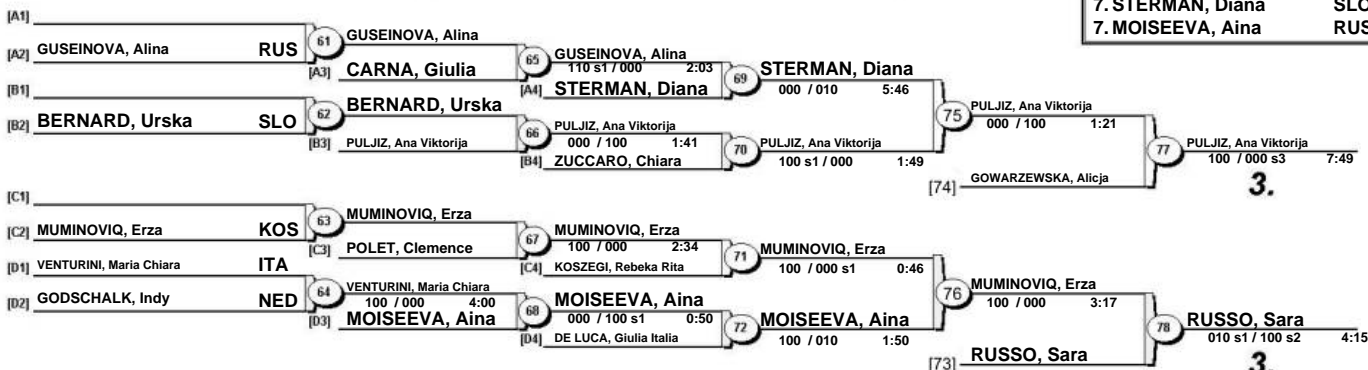 7. STERMAN, Diana SLO
7. MOISEEVA, Aina RUS
[A1]
[A2] GUSEINOVA, Alina RUS
61 GUSEINOVA, Alina
[A3] CARNA, Giulia
65 GUSEINOVA, Alina
110 s1 / 000 2:03
[A4] STERMAN, Diana
69 STERMAN, Diana
000 / 010 5:46
[B1]
[B2] BERNARD, Urska SLO
62 BERNARD, Urska
[B3] PULJIZ, Ana Viktorija
66 PULJIZ, Ana Viktorija
000 / 100 1:41
[B4] ZUCCARO, Chiara
70 PULJIZ, Ana Viktorija
100 s1 / 000 1:49
75 PULJIZ, Ana Viktorija
000 / 100 1:21
[74] GOWARZEWSKA, Alicja
77 PULJIZ, Ana Viktorija
100 / 000 s3 7:49
3.
[C1]
[C2] MUMINOVIQ, Erza KOS
63 MUMINOVIQ, Erza
[C3] POLET, Clemence
67 MUMINOVIQ, Erza
100 / 000 2:34
[C4] KOSZEGI, Rebeka Rita
71 MUMINOVIQ, Erza
100 / 000 s1 0:46
[D1] VENTURINI, Maria Chiara ITA
[D2] GODSCHALK, Indy NED
64 VENTURINI, Maria Chiara
100 / 000 4:00
[D3] MOISEEVA, Aina
68 MOISEEVA, Aina
000 / 100 s1 0:50
[D4] DE LUCA, Giulia Italia
72 MOISEEVA, Aina
100 / 010 1:50
76 MUMINOVIQ, Erza
100 / 000 3:17
[73] RUSSO, Sara
78 RUSSO, Sara
010 s1 / 100 s2 4:15
3.